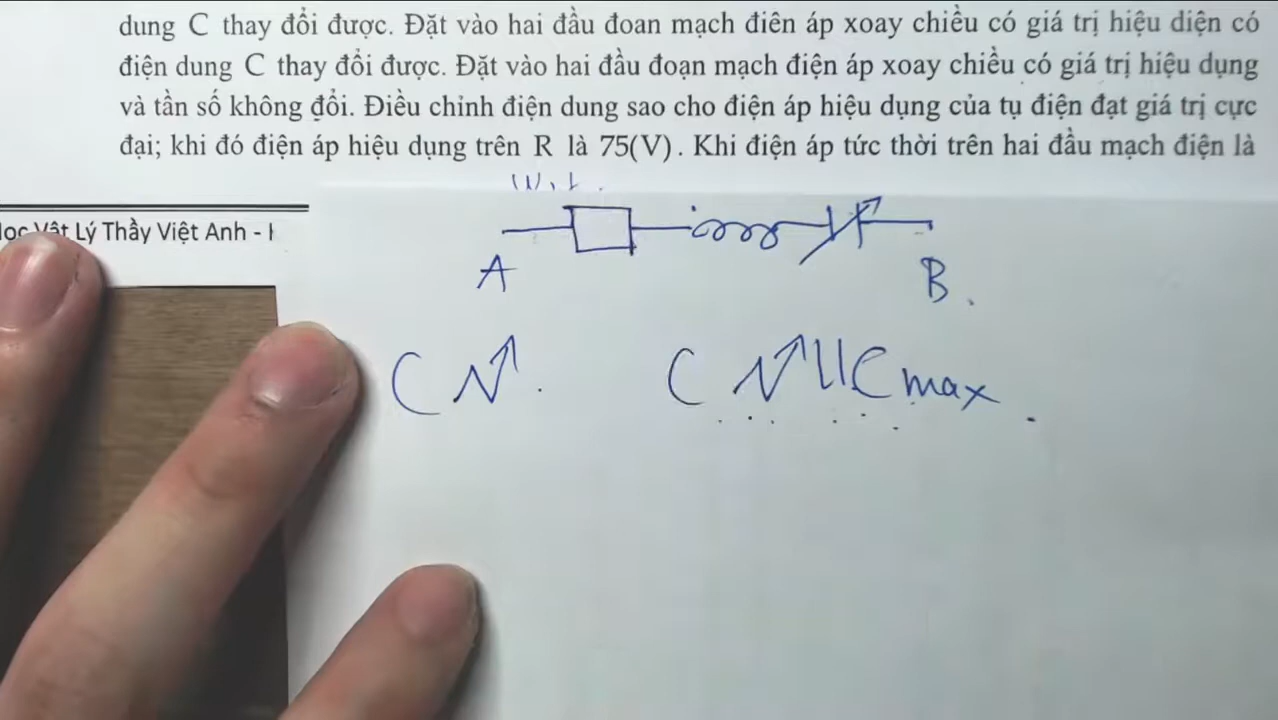 dung C thay đổi được. Đặt vào hai đầu đoan mạch điên áp xoay chiều có giá trị hiệu diện có
điện dung C thay đổi được. Đặt vào hai đầu đoạn mạch điện áp xoay chiều có giá trị hiệu dụng
và tần số không đổi. Điều chỉnh điện dung sao cho điện áp hiệu dụng của tụ điện đạt giá trị cực
đại; khi đó điện áp hiệu dụng trên R là 75(V). Khi điện áp tức thời trên hai đầu mạch điện là
Vật Lý Thầy Việt Anh -
A B.
C C UCmax